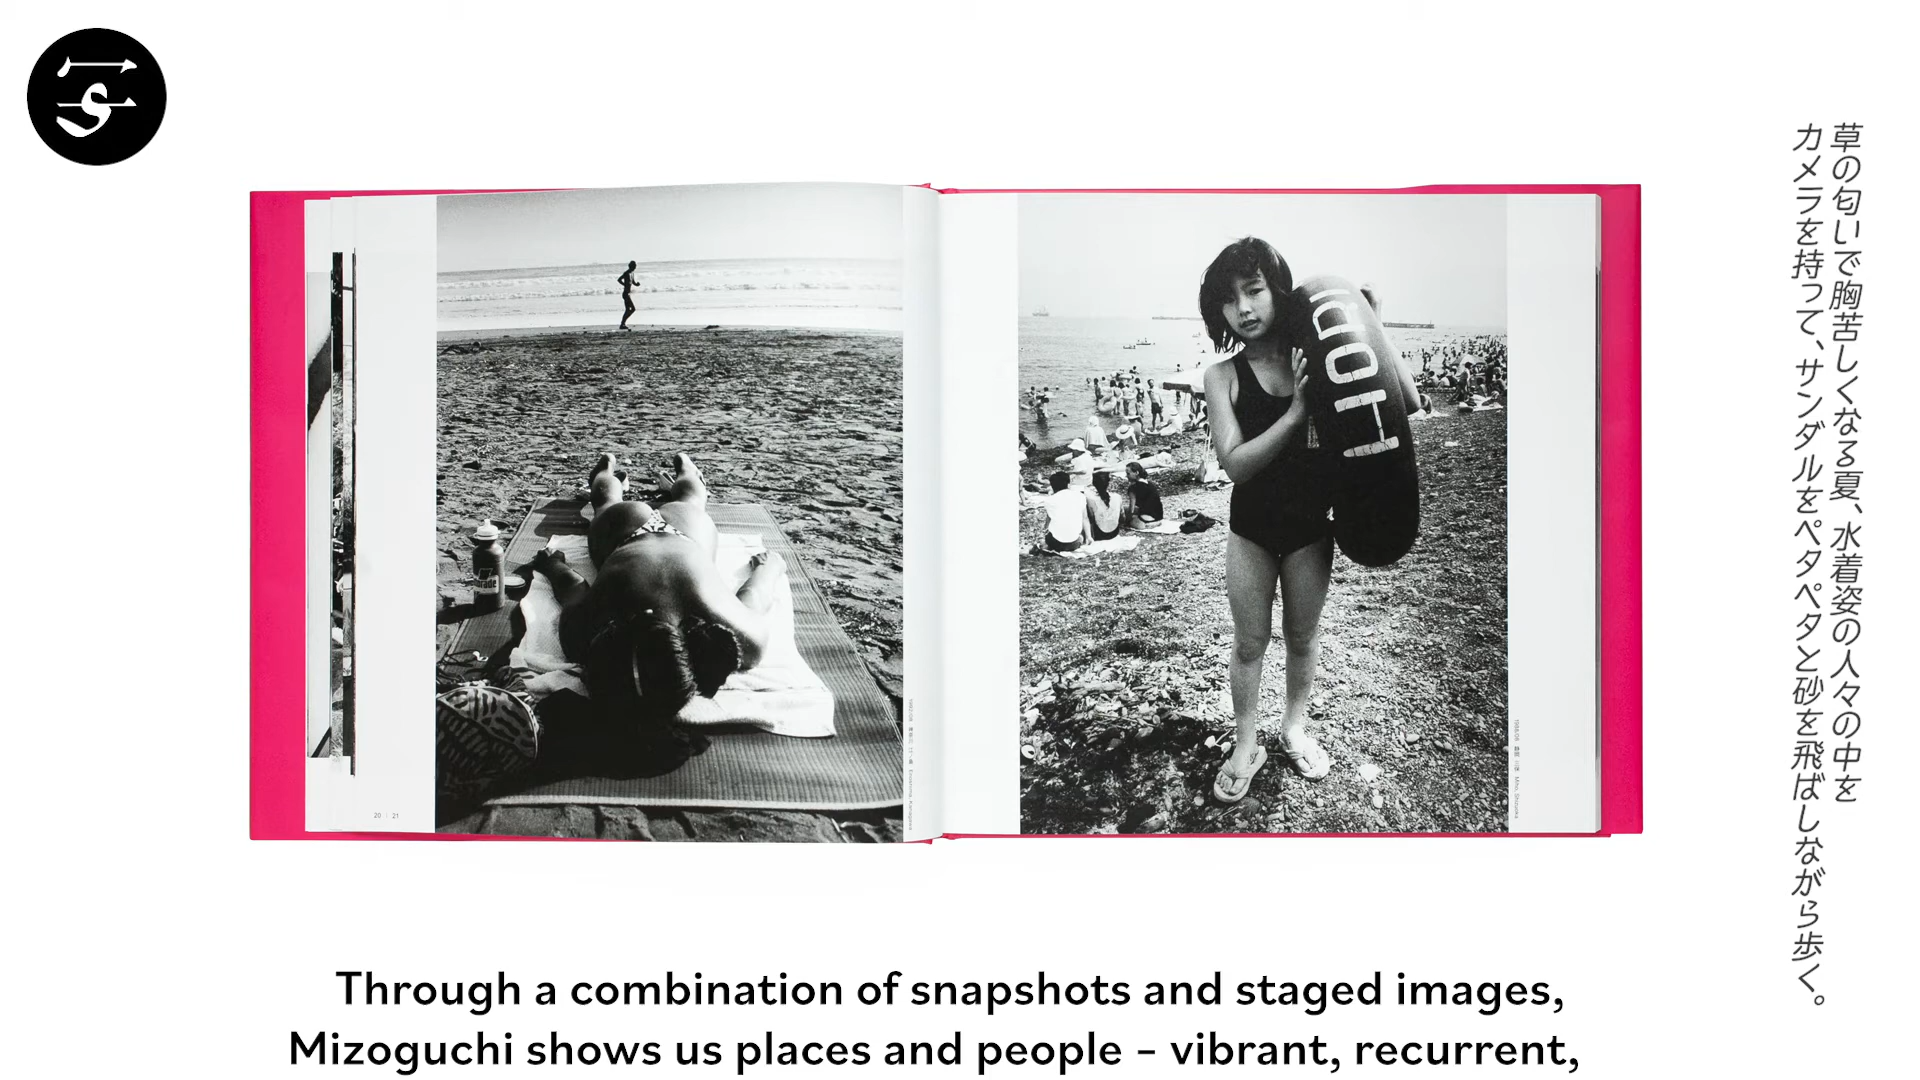 草の匂いで胸苦しくなる夏、水着姿の人々の中を
カメラを持って、サンダルをペタペタと砂を飛ばしながら歩く。
20 21
Through a combination of snapshots and staged images,
Mizoguchi shows us places and people – vibrant, recurrent,